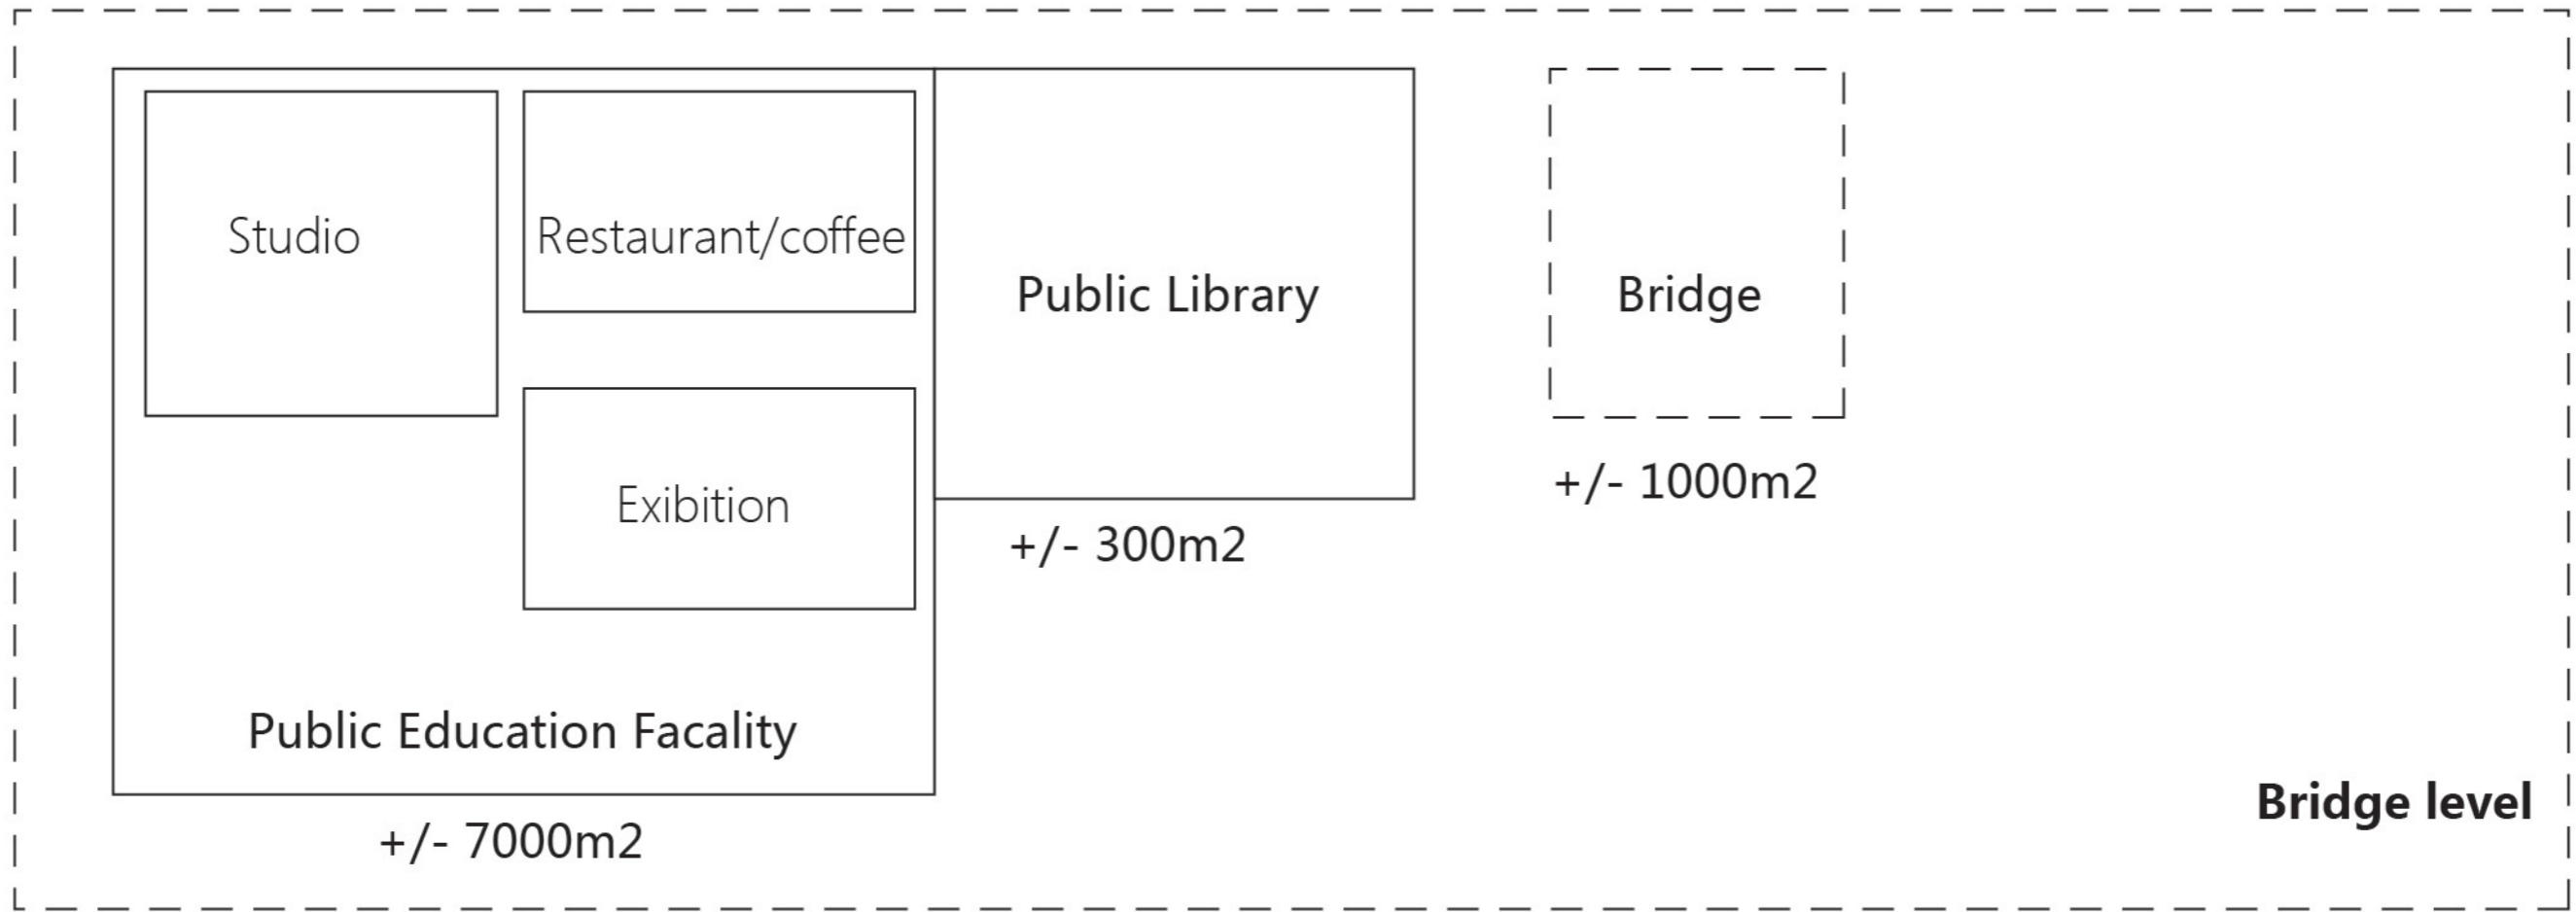 Studio
Restaurant/coffee
Public Library
Bridge
+/- 1000m2
Exibition
+/- 300m2
Public Education Facality
+/- 7000m2
Bridge level